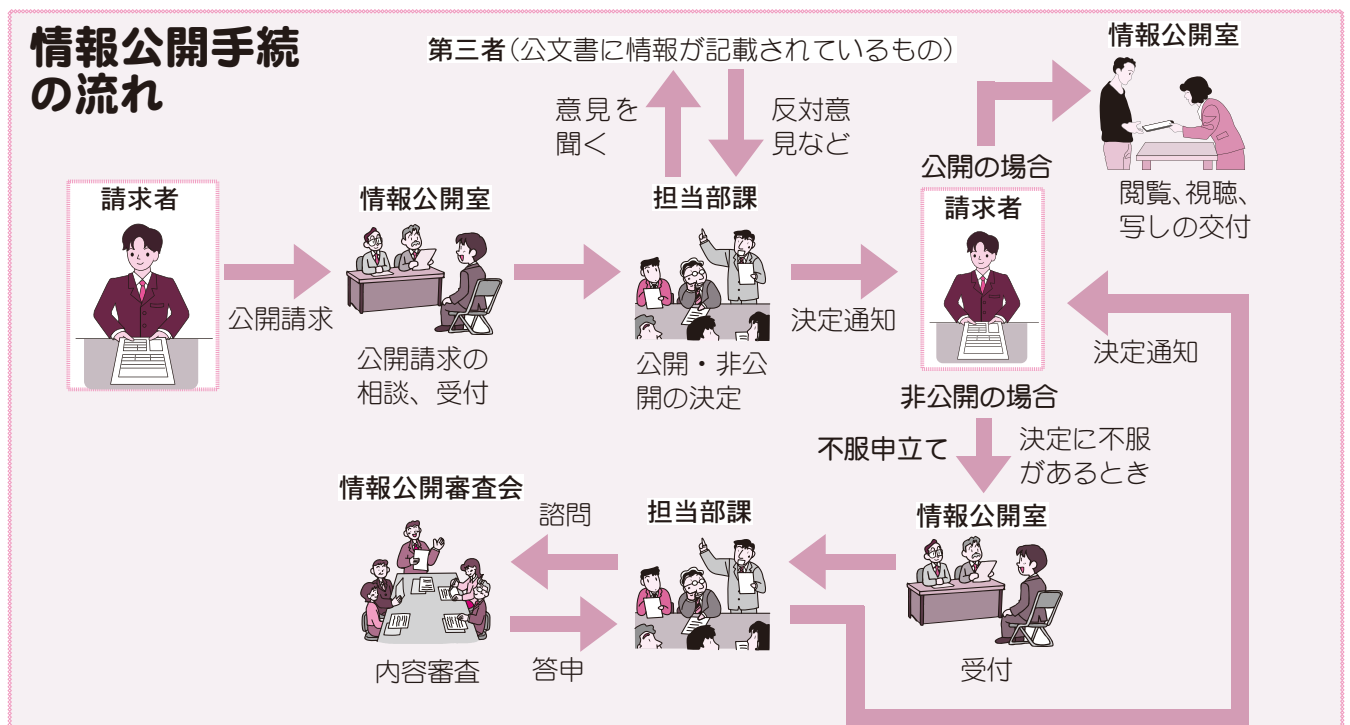 情報公開手続
の流れ
第三者(公文書に情報が記載されているもの)
情報公開室
意見を
聞く
反対意
見など
公開の場合
閲覧、視聴、
写しの交付
請求者
情報公開室
担当部課
請求者
公開請求
決定通知
決定通知
公開請求の
相談、受付
公開・非公
開の決定
非公開の場合
不服申立て
決定に不服
があるとき
情報公開審査会
諮問
担当部課
情報公開室
内容審査
答申
受付